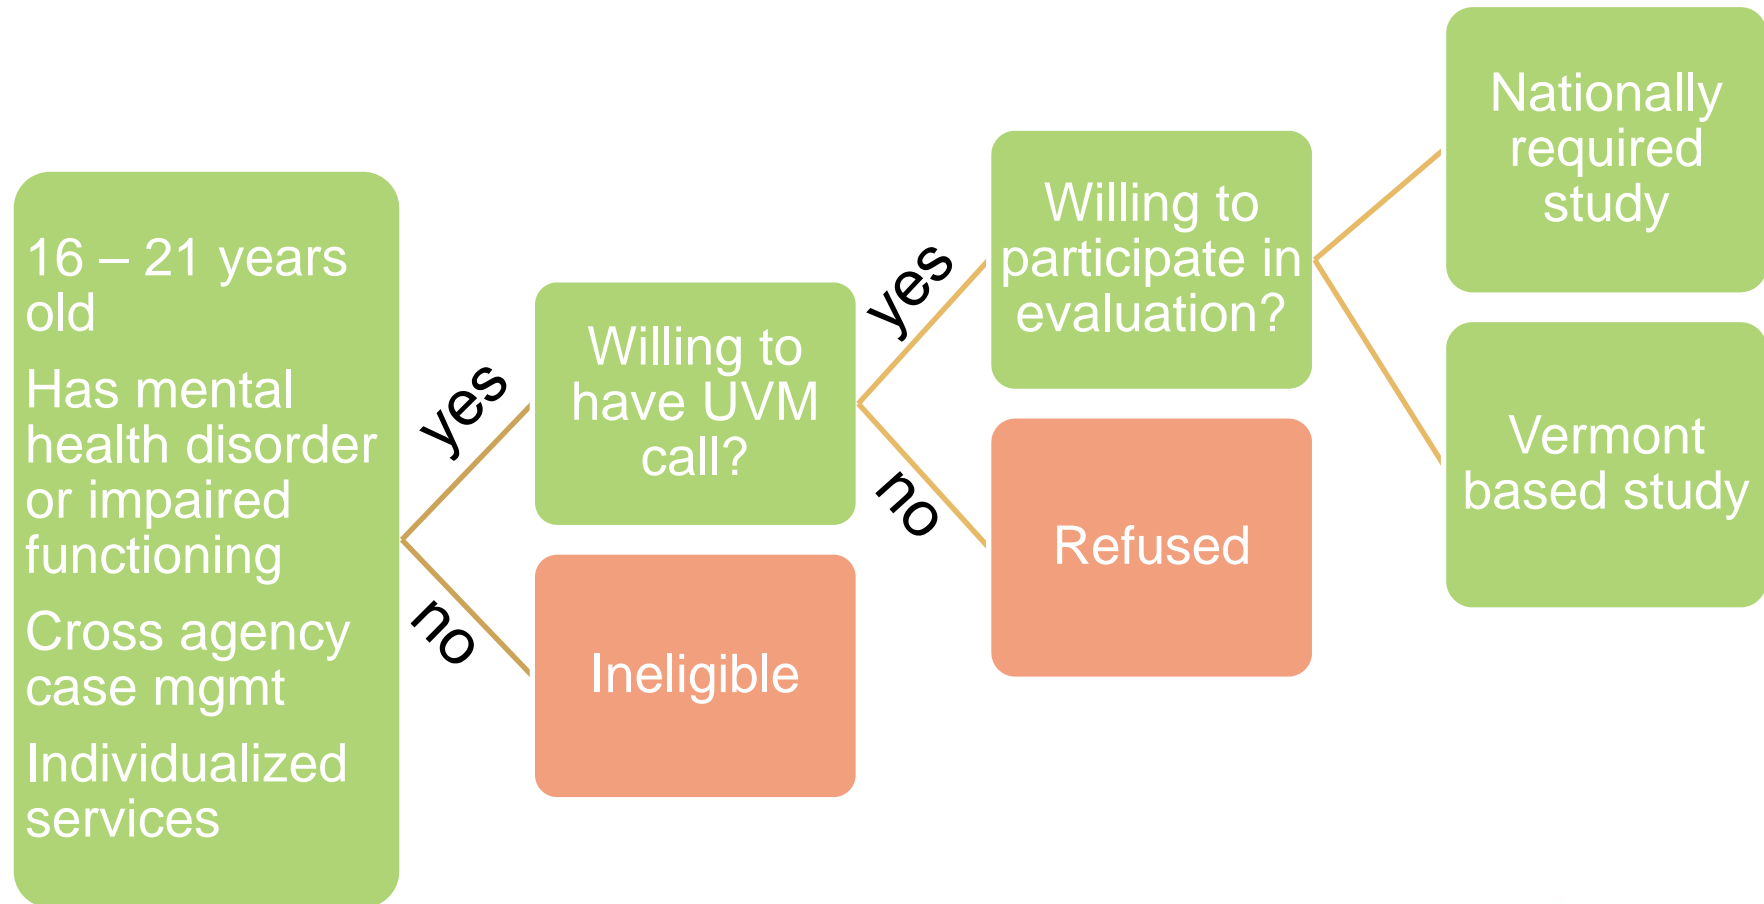 16 – 21 years
old
Has mental
health disorder
or impaired
functioning
Cross agency
case mgmt
Individualized
services
yes
no
Willing to
have UVM
call?
Ineligible
yes
no
Willing to
participate in
evaluation?
Refused
Nationally
required
study
Vermont
based study